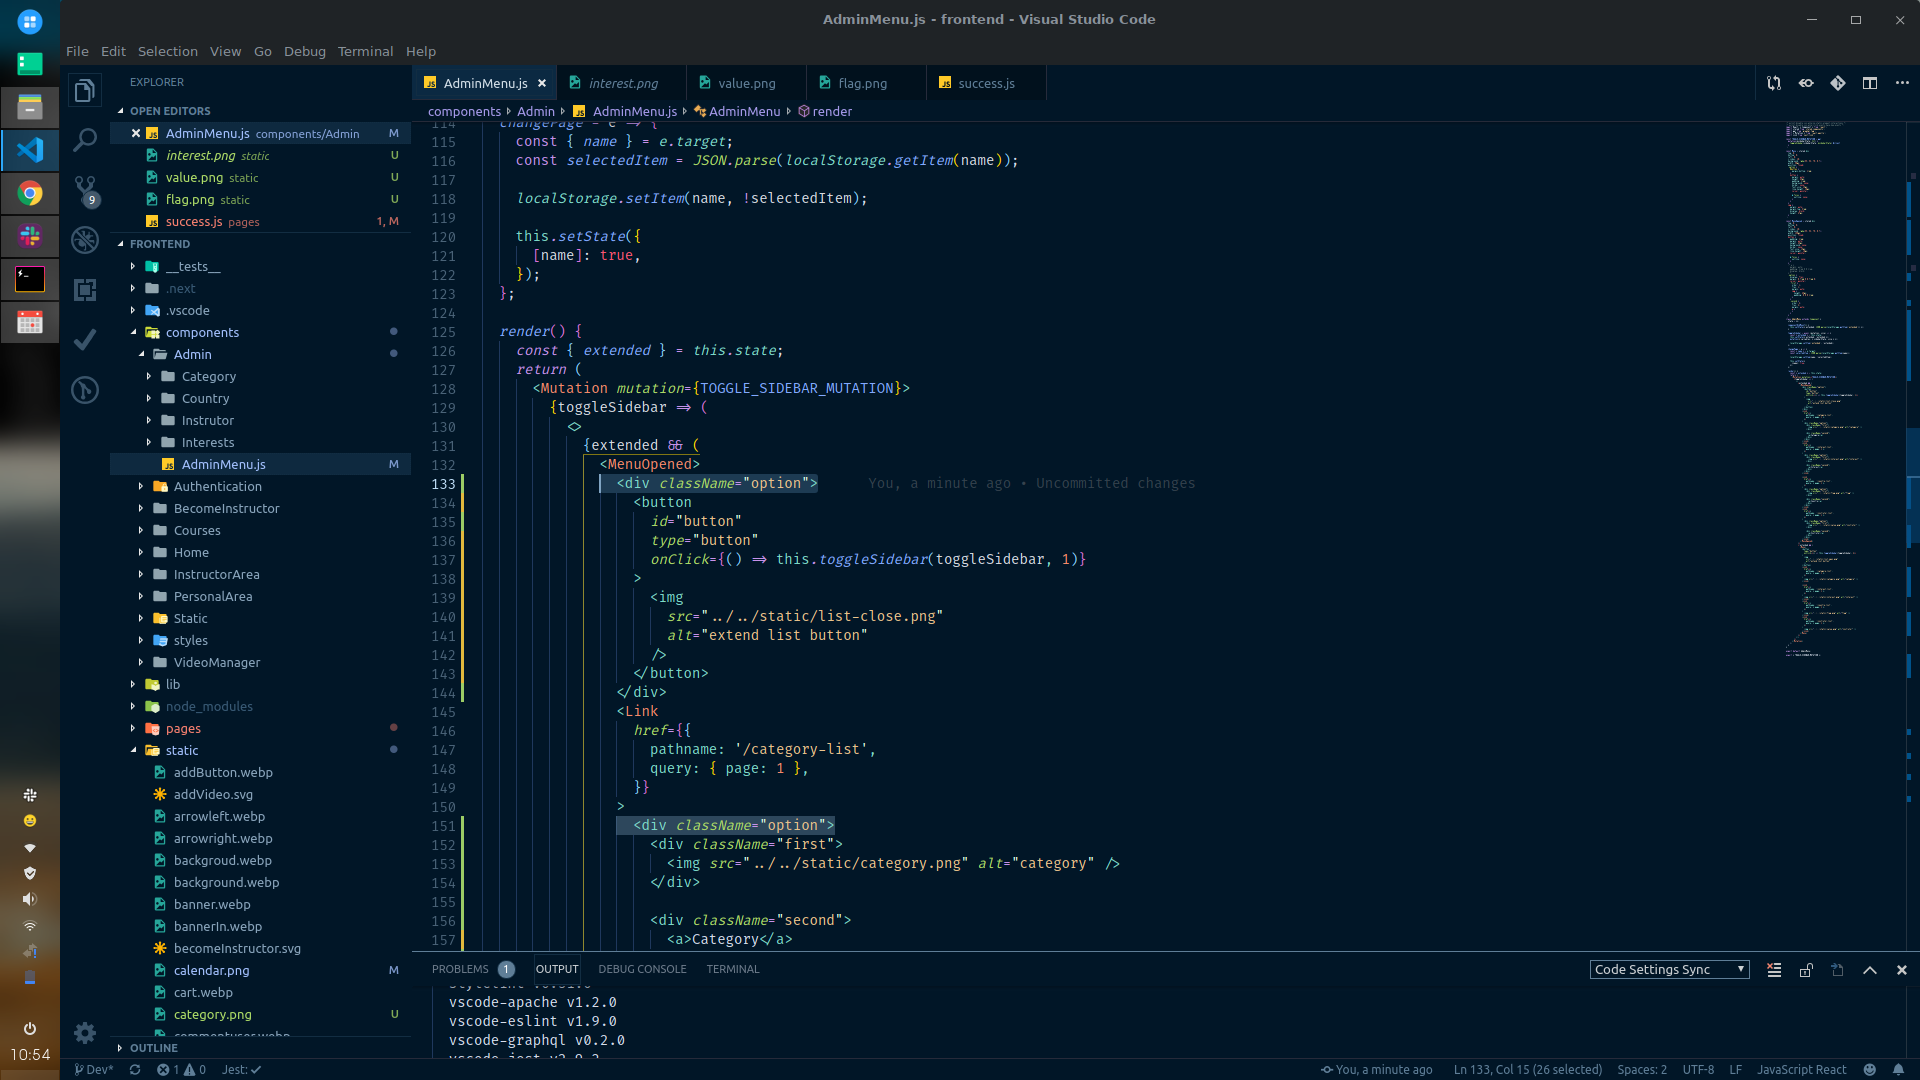 AdminMenu.js - frontend - Visual Studio Code
File Edit Selection View Go Debug Terminal Help
EXPLORER
OPEN EDITORS
AdminMenu.js components/Admin M
interest.png static U
value.png static U
flag.png static U
success.js pages 1, M
FRONTEND
__tests__
.next
.vscode
components
Admin
Category
Country
Instrutor
Interests
AdminMenu.js M
Authentication
BecomeInstructor
Courses
Home
InstructorArea
PersonalArea
Static
styles
VideoManager
lib
node_modules
pages
static
addButton.webp
addVideo.svg
arrowleft.webp
arrowright.webp
backgroud.webp
background.webp
banner.webp
bannerIn.webp
becomeInstructor.svg
calendar.png M
cart.webp
category.png U
OUTLINE
9
10:54
AdminMenu.js interest.png value.png flag.png success.js
components Admin AdminMenu.js AdminMenu render
114 changePage = e => {
115 const { name } = e.target;
116 const selectedItem = JSON.parse(localStorage.getItem(name));
117
118 localStorage.setItem(name, !selectedItem);
119
120 this.setState({
121 [name]: true,
122 });
123 };
124
125 render() {
126 const { extended } = this.state;
127 return (
128 <Mutation mutation={TOGGLE_SIDEBAR_MUTATION}>
129 {toggleSidebar => (
130 <>
131 {extended && (
132 <MenuOpened>
133 <div className="option"> You, a minute ago • Uncommitted changes
134 <button
135 id="button"
136 type="button"
137 onClick={() => this.toggleSidebar(toggleSidebar, 1)}
138 >
139 <img
140 src="../../static/list-close.png"
141 alt="extend list button"
142 />
143 </button>
144 </div>
145 <Link
146 href={{
147 pathname: '/category-list',
148 query: { page: 1 },
149 }}
150 >
151 <div className="option">
152 <div className="first">
153 <img src="../../static/category.png" alt="category" />
154 </div>
155
156 <div className="second">
157 <a>Category</a>
PROBLEMS 1 OUTPUT DEBUG CONSOLE TERMINAL Code Settings Sync
vscode-apache v1.2.0
vscode-eslint v1.9.0
vscode-graphql v0.2.0
Dev* 1 0 Jest: You, a minute ago Ln 133, Col 15 (26 selected) Spaces: 2 UTF-8 LF JavaScript React